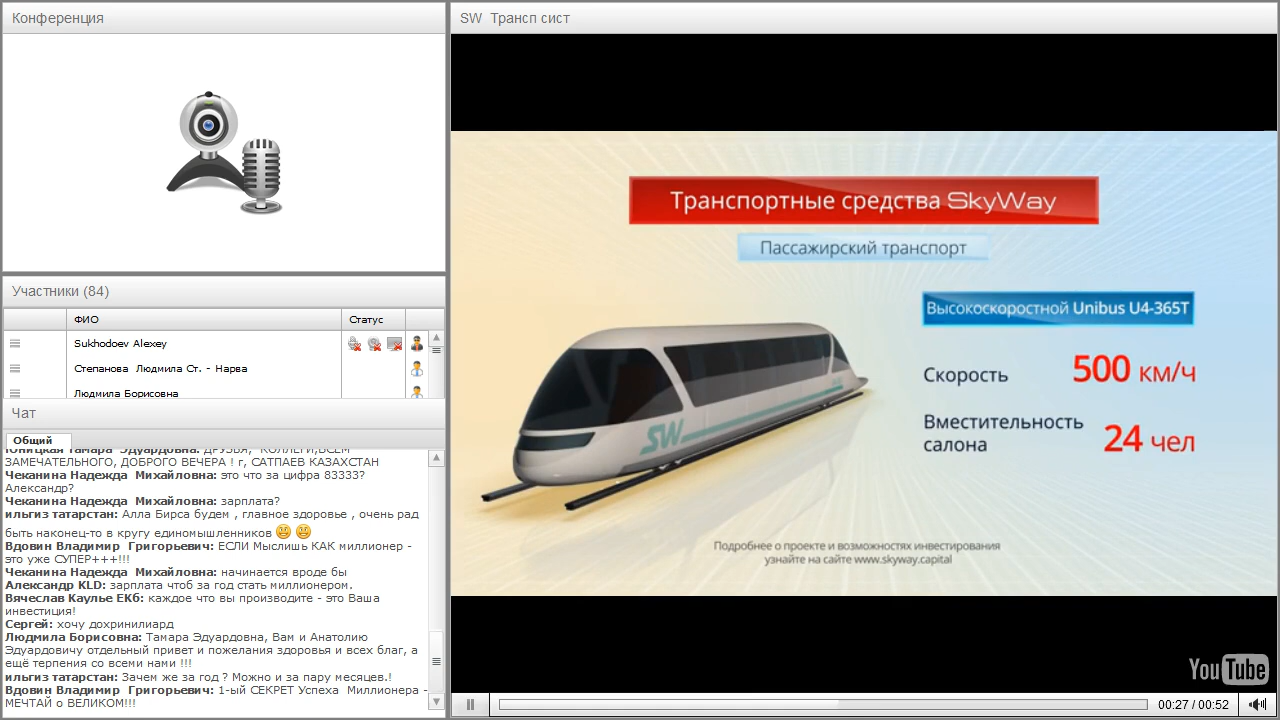 Конференция
SW Трансп сист
Участники (84)
ФИО
Статус
Sukhodoev Alexey
Степанова Людмила Ст. - Нарва
Людмила Борисовна
Чат
Общий
Юницкая Тамара Эдуардовна: ДРУЗЬЯ, КОЛЛЕГИ,ВСЕМ
ЗАМЕЧАТЕЛЬНОГО, ДОБРОГО ВЕЧЕРА ! г, САТПАЕВ КАЗАХСТАН
Чеканина Надежда Михайловна: это что за цифра 83333?
Александр?
Чеканина Надежда Михайловна: зарплата?
ильгиз татарстан: Алла Бирса будем , главное здоровье , очень рад
быть наконец-то в кругу единомышленников
Вдовин Владимир Григорьевич: ЕСЛИ Мыслишь КАК миллионер -
это уже СУПЕР+++!!!
Чеканина Надежда Михайловна: начинается вроде бы
Александр KLD: зарплата чтоб за год стать миллионером.
Вячеслав Каулье ЕКб: каждое что вы производите - это Ваша
инвестиция!
Сергей: хочу дохринилиард
Людмила Борисовна: Тамара Эдуардовна, Вам и Анатолию
Эдуардовичу отдельный привет и пожелания здоровья и всех благ, а
ещё терпения со всеми нами !!!
ильгиз татарстан: Зачем же за год ? Можно и за пару месяцев.!
Вдовин Владимир Григорьевич: 1-ый СЕКРЕТ Успеха Миллионера -
МЕЧТАЙ о ВЕЛИКОМ!!!
Транспортные средства SkyWay
Пассажирский транспорт
Высокоскоростной Unibus U4-365T
Скорость 500 км/ч
Вместительность
салона 24 чел
SW
Подробнее о проекте и возможностях инвестирования
узнайте на сайте www.skyway.capital
YouTube
00:27 / 00:52